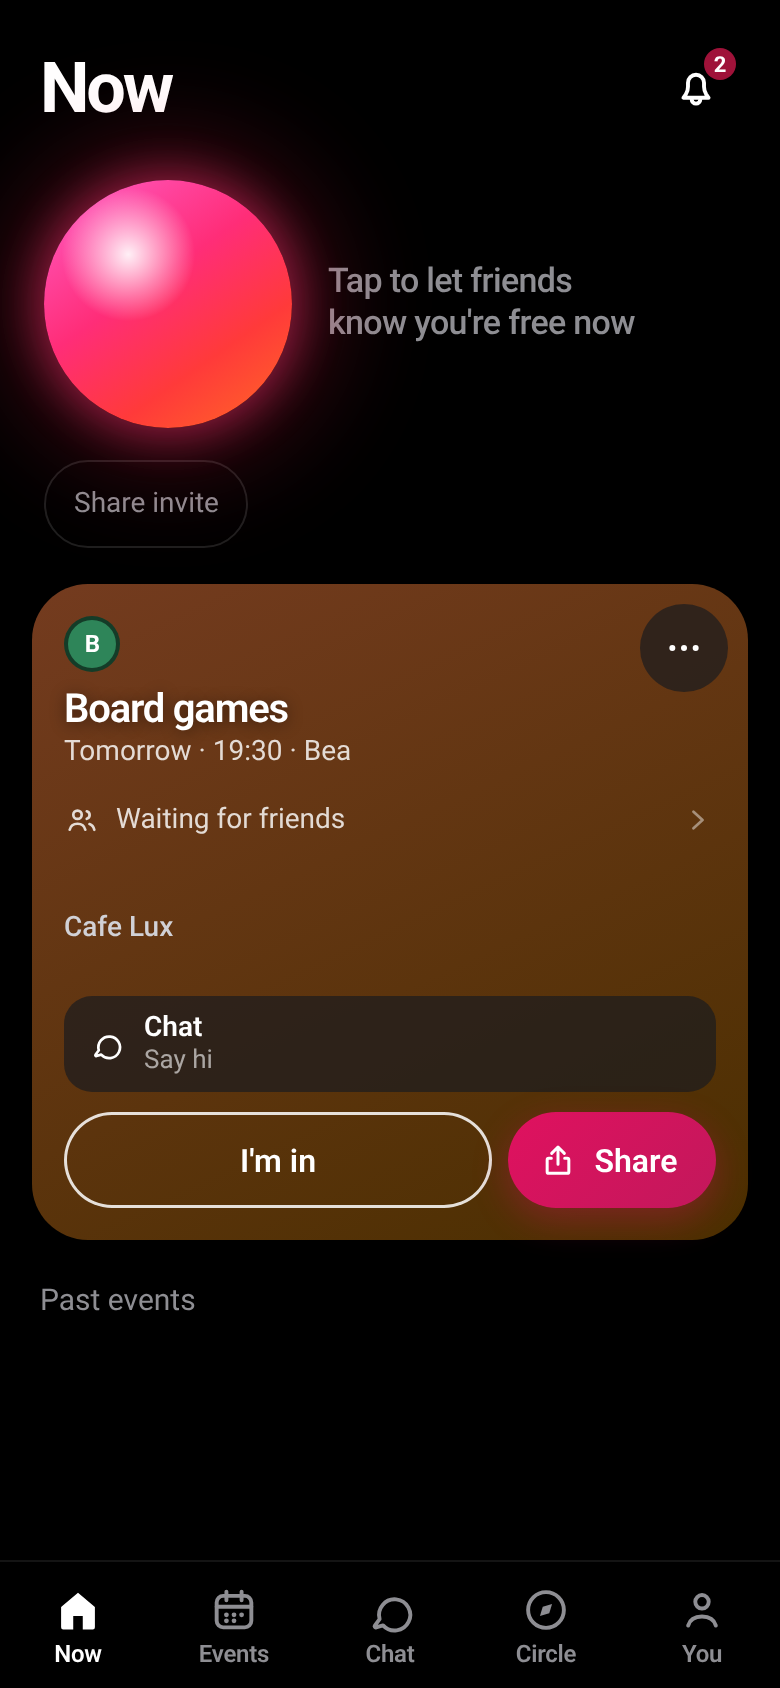 Now
2
Tap to let friends
know you're free now
Share invite
B
Board games
Tomorrow · 19:30 · Bea
Waiting for friends
Cafe Lux
Chat
Say hi
I'm in
Share
Past events
Now
Events
Chat
Circle
You